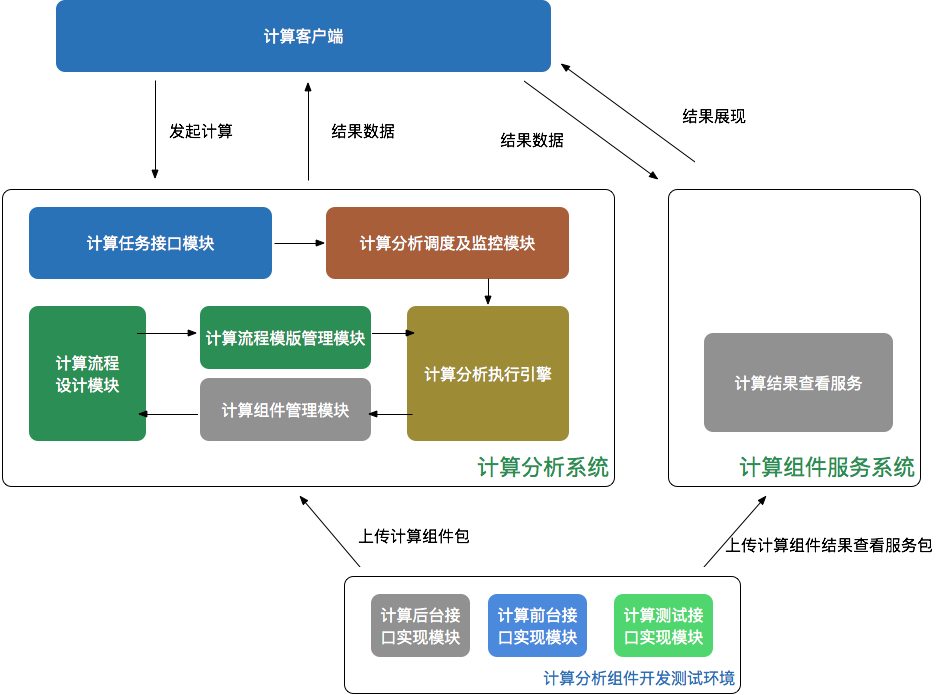 计算客户端
发起计算
结果数据
结果数据
结果展现
计算任务接口模块
计算分析调度及监控模块
计算流程
设计模块
计算流程模版管理模块
计算组件管理模块
计算分析执行引擎
计算分析系统
计算结果查看服务
计算组件服务系统
上传计算组件包
上传计算组件结果查看服务包
计算后台接
口实现模块
计算前台接
口实现模块
计算测试接
口实现模块
计算分析组件开发测试环境